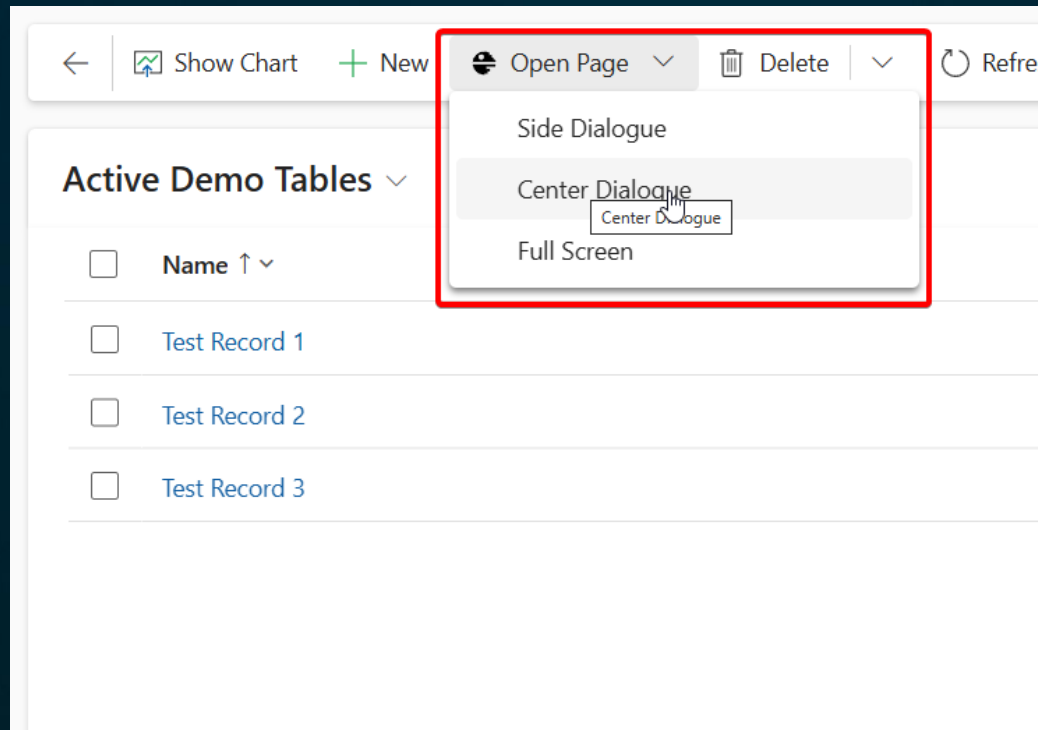 Show Chart New Open Page Delete Refre
Side Dialogue
Center Dialogue
Center Dialogue
Full Screen
Active Demo Tables
Name ↑
Test Record 1
Test Record 2
Test Record 3